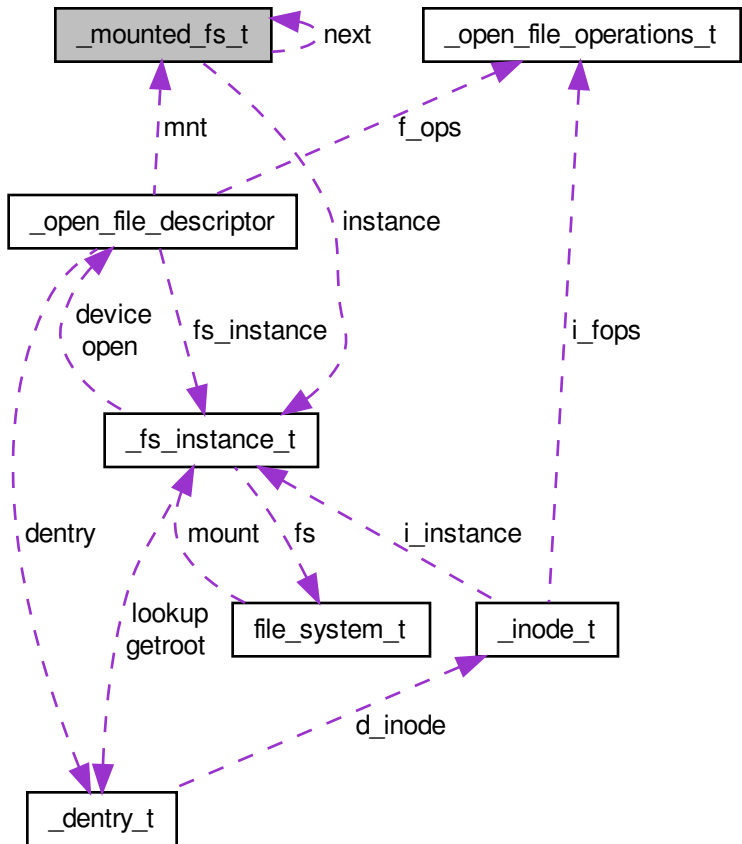 _mounted_fs_t
next
_open_file_operations_t
mnt
f_ops
_open_file_descriptor
instance
device
open
fs_instance
i_fops
_fs_instance_t
dentry
mount
fs
i_instance
lookup
getroot
file_system_t
_inode_t
d_inode
_dentry_t